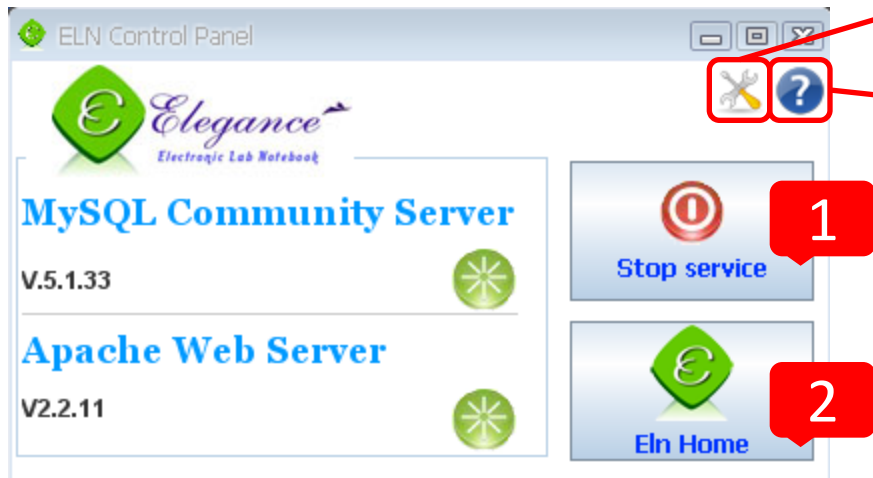 ELN Control Panel
?
Elegance
Electronic Lab Notebook
MySQL Community Server
V.5.1.33
Stop service
1
Apache Web Server
V2.2.11
Eln Home
2